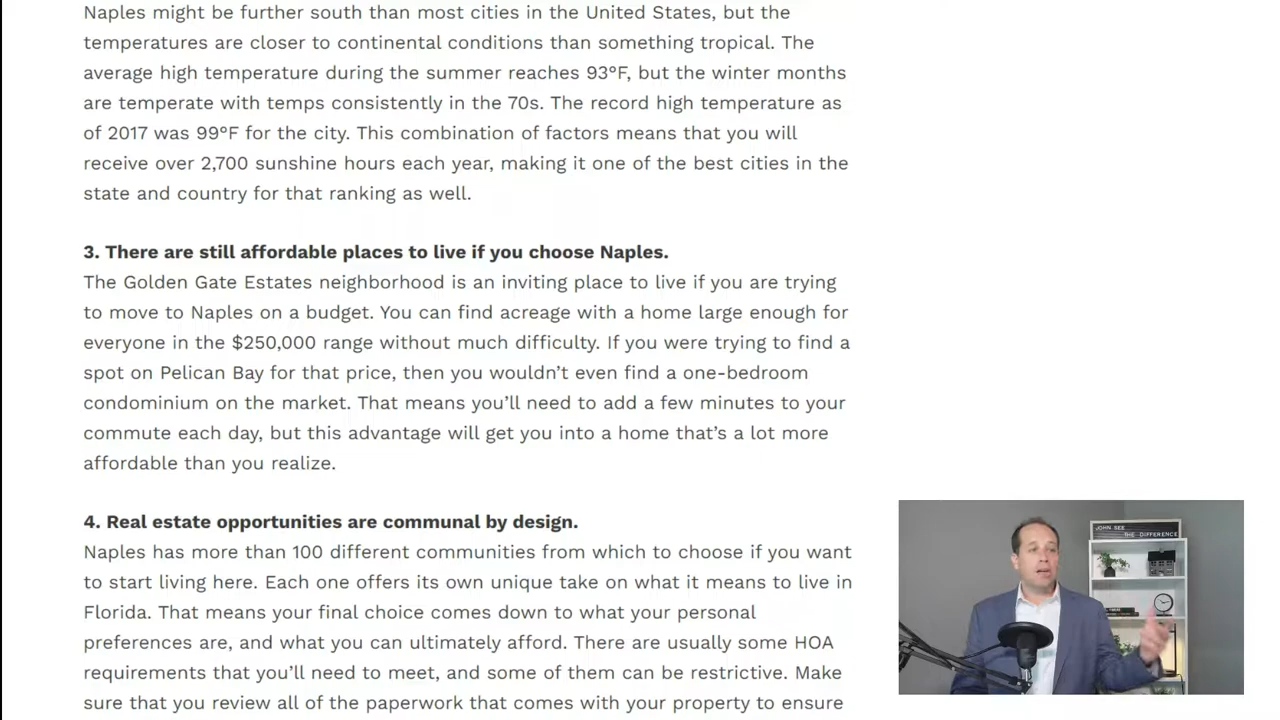 Naples might be further south than most cities in the United States, but the
temperatures are closer to continental conditions than something tropical. The
average high temperature during the summer reaches 93°F, but the winter months
are temperate with temps consistently in the 70s. The record high temperature as
of 2017 was 99°F for the city. This combination of factors means that you will
receive over 2,700 sunshine hours each year, making it one of the best cities in the
state and country for that ranking as well.
3. There are still affordable places to live if you choose Naples.
The Golden Gate Estates neighborhood is an inviting place to live if you are trying
to move to Naples on a budget. You can find acreage with a home large enough for
everyone in the $250,000 range without much difficulty. If you were trying to find a
spot on Pelican Bay for that price, then you wouldn’t even find a one-bedroom
condominium on the market. That means you’ll need to add a few minutes to your
commute each day, but this advantage will get you into a home that’s a lot more
affordable than you realize.
4. Real estate opportunities are communal by design.
Naples has more than 100 different communities from which to choose if you want
to start living here. Each one offers its own unique take on what it means to live in
Florida. That means your final choice comes down to what your personal
preferences are, and what you can ultimately afford. There are usually some HOA
requirements that you’ll need to meet, and some of them can be restrictive. Make
sure that you review all of the paperwork that comes with your property to ensure
JOHN SEE
THE DIFFERENCE